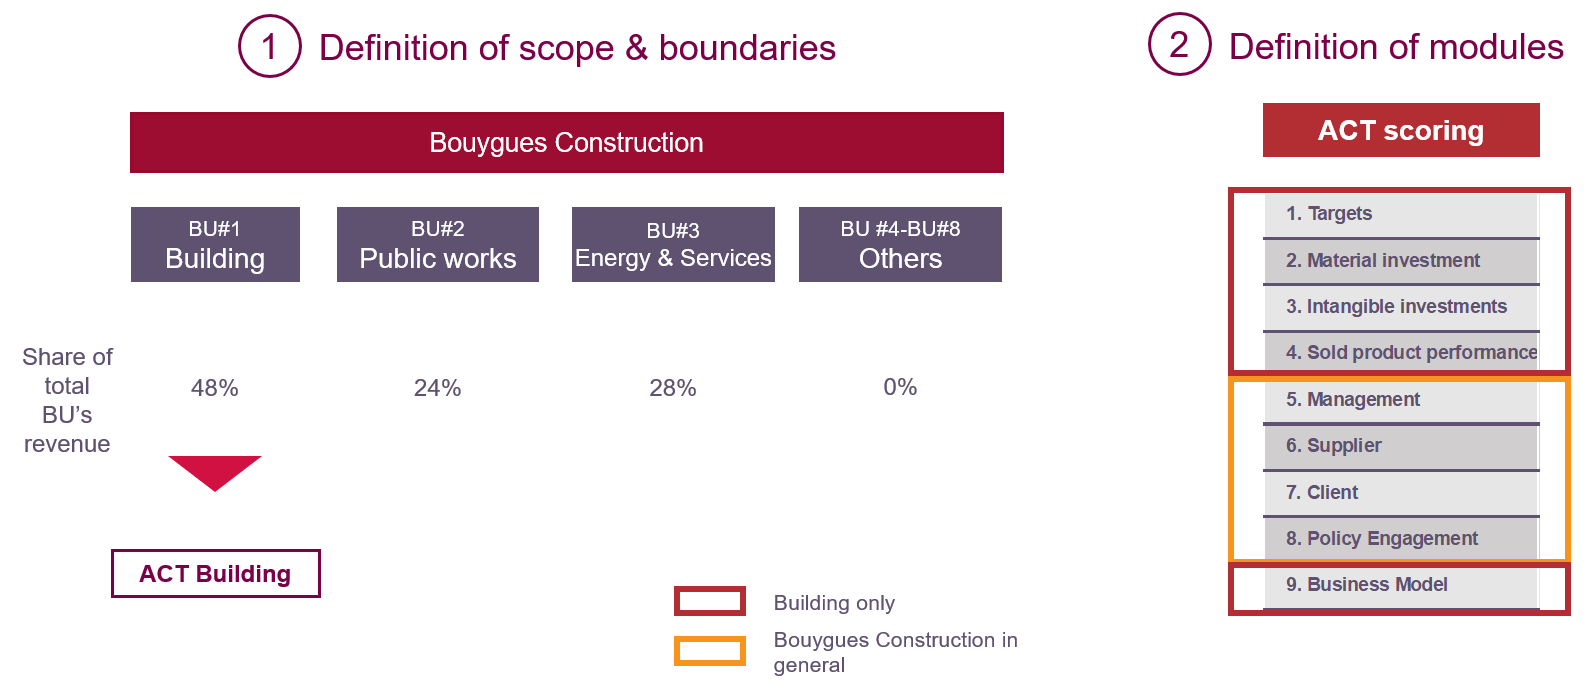 1 Definition of scope & boundaries
Bouygues Construction
BU#1
Building
BU#2
Public works
BU#3
Energy & Services
BU #4-BU#8
Others
Share of
total
BU’s
revenue
48%
24%
28%
0%
ACT Building
Building only
Bouygues Construction in
general
2 Definition of modules
ACT scoring
1. Targets
2. Material investment
3. Intangible investments
4. Sold product performance
5. Management
6. Supplier
7. Client
8. Policy Engagement
9. Business Model